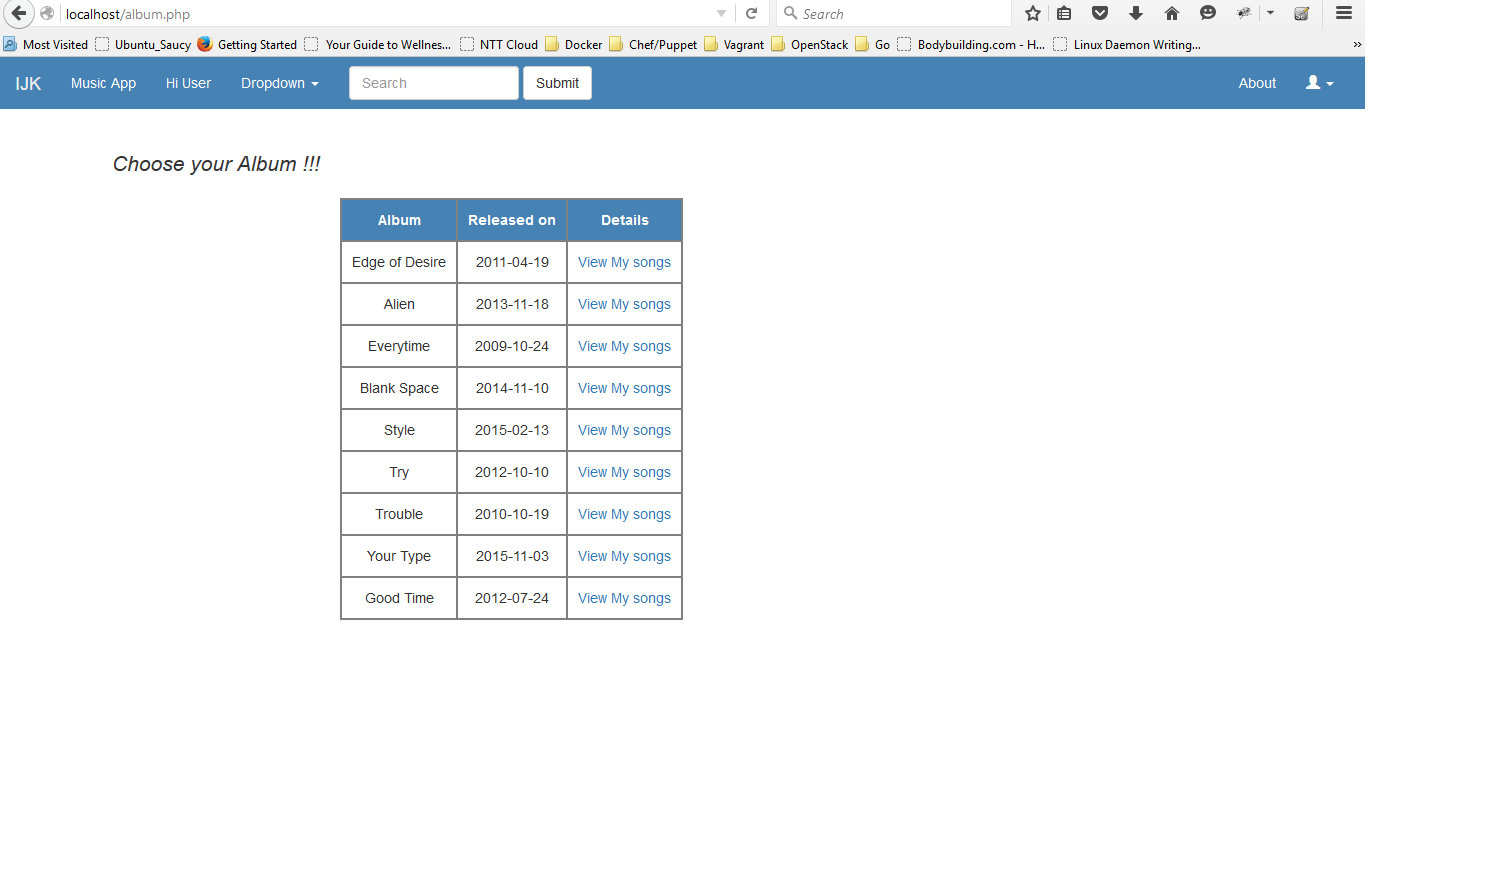 localhost/album.php Search
Most Visited Ubuntu_Saucy Getting Started Your Guide to Wellnes... NTT Cloud Docker Chef/Puppet Vagrant OpenStack Go Bodybuilding.com - H... Linux Daemon Writing... »
IJK Music App Hi User Dropdown Search Submit About
Choose your Album !!!
Album Released on Details
Edge of Desire 2011-04-19 View My songs
Alien 2013-11-18 View My songs
Everytime 2009-10-24 View My songs
Blank Space 2014-11-10 View My songs
Style 2015-02-13 View My songs
Try 2012-10-10 View My songs
Trouble 2010-10-19 View My songs
Your Type 2015-11-03 View My songs
Good Time 2012-07-24 View My songs